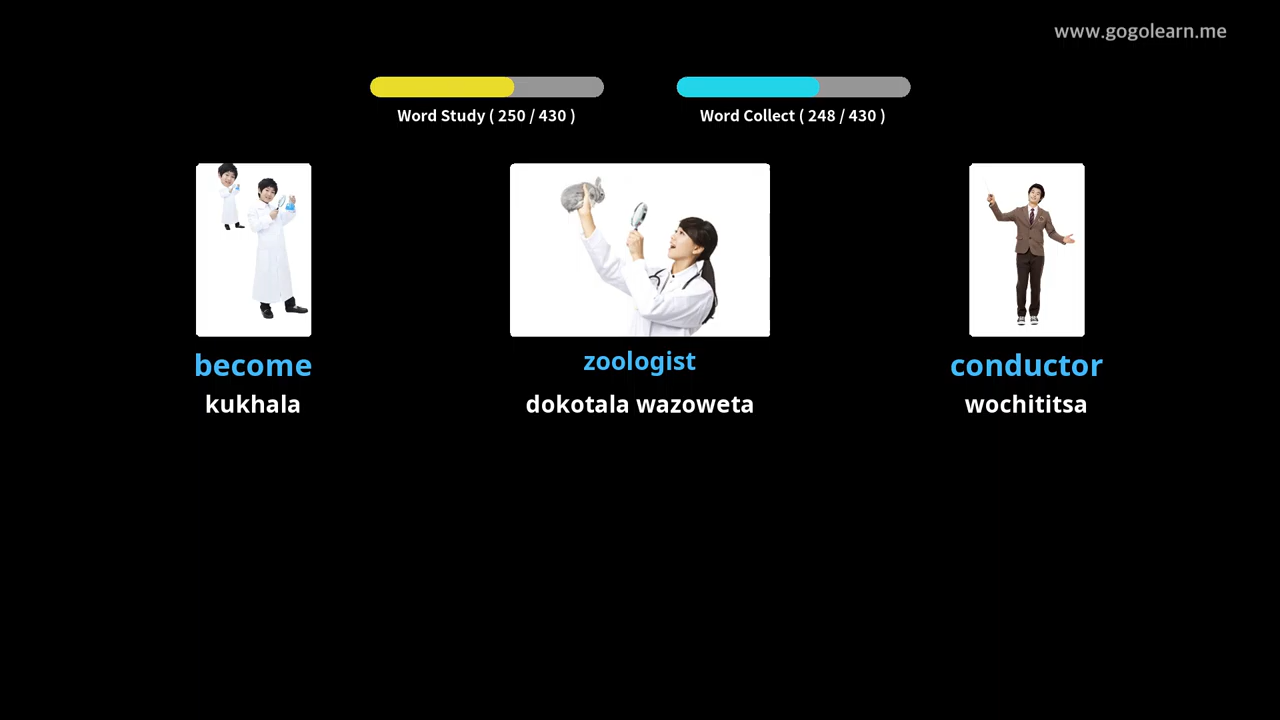 www.gogolearn.me
Word Study ( 250 / 430 )
Word Collect ( 248 / 430 )
become
zoologist
conductor
kukhala
dokotala wazoweta
wochititsa